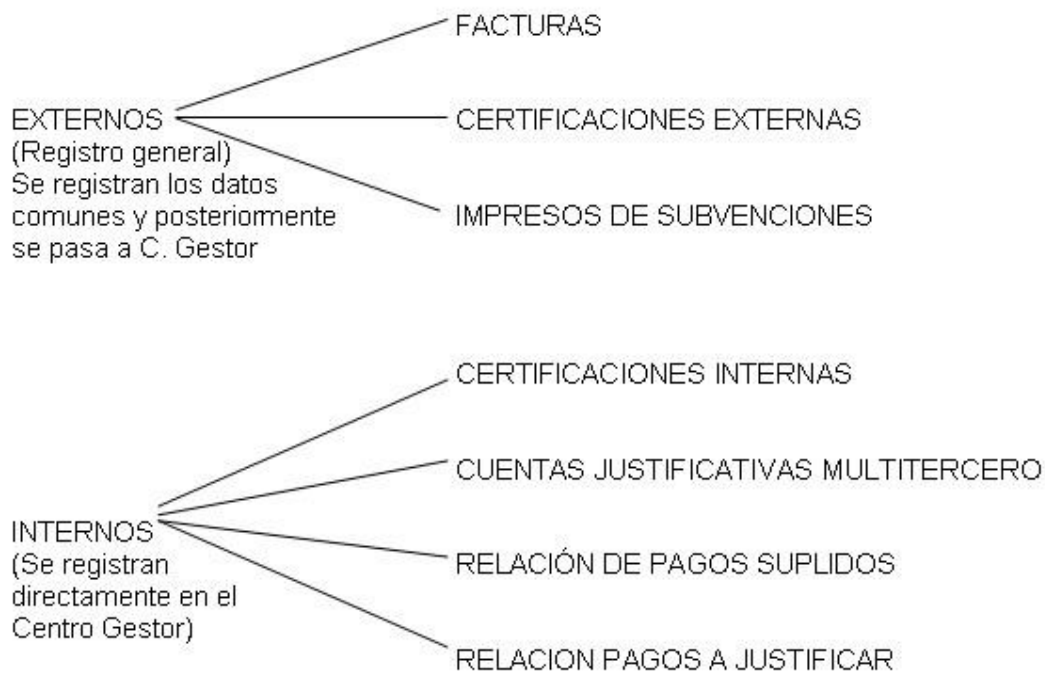 FACTURAS
EXTERNOS
(Registro general)
Se registran los datos
comunes y posteriormente
se pasa a C. Gestor
CERTIFICACIONES EXTERNAS
IMPRESOS DE SUBVENCIONES
CERTIFICACIONES INTERNAS
CUENTAS JUSTIFICATIVAS MULTITERCERO
INTERNOS
(Se registran
directamente en el
Centro Gestor)
RELACIÓN DE PAGOS SUPLIDOS
RELACION PAGOS A JUSTIFICAR